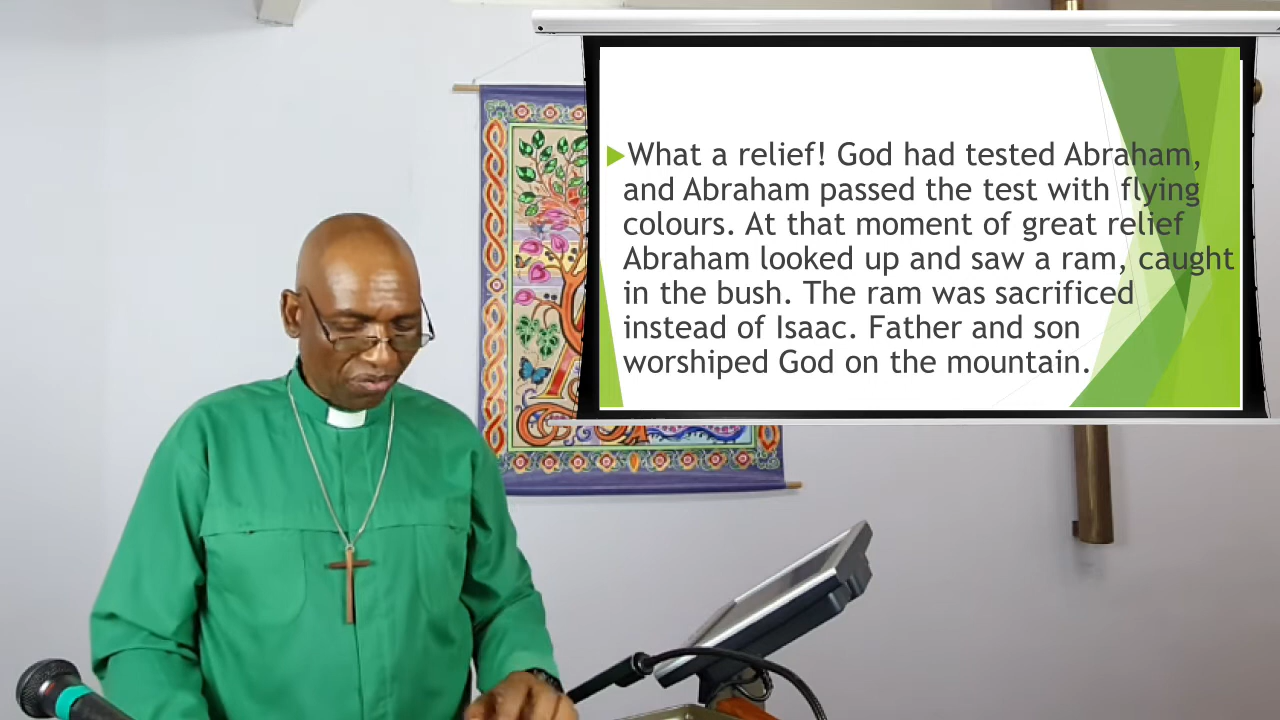 What a relief! God had tested Abraham,
and Abraham passed the test with flying
colours. At that moment of great relief
Abraham looked up and saw a ram, caught
in the bush. The ram was sacrificed
instead of Isaac. Father and son
worshiped God on the mountain.